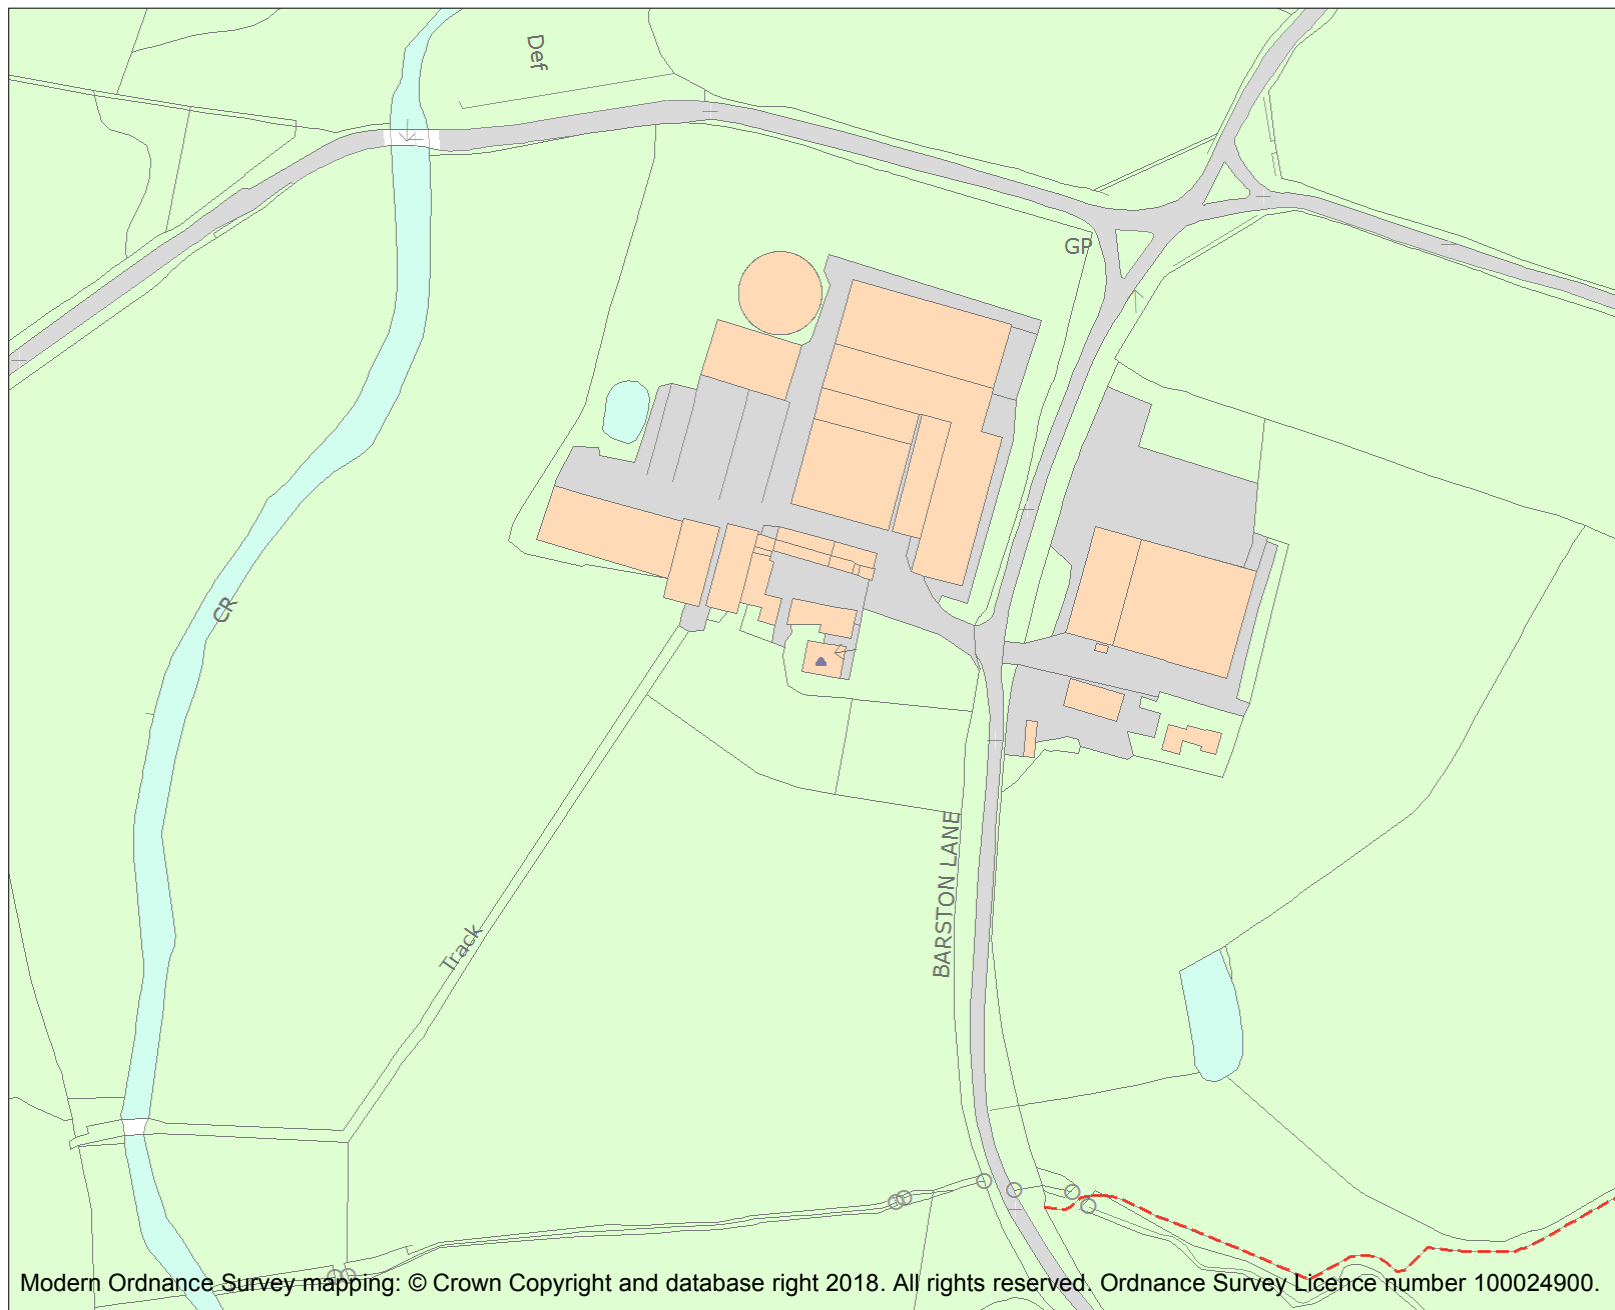 Def
GP
CR
BARSTON LANE
Track
Modern Ordnance Survey mapping: © Crown Copyright and database right 2018. All rights reserved. Ordnance Survey Licence number 100024900.